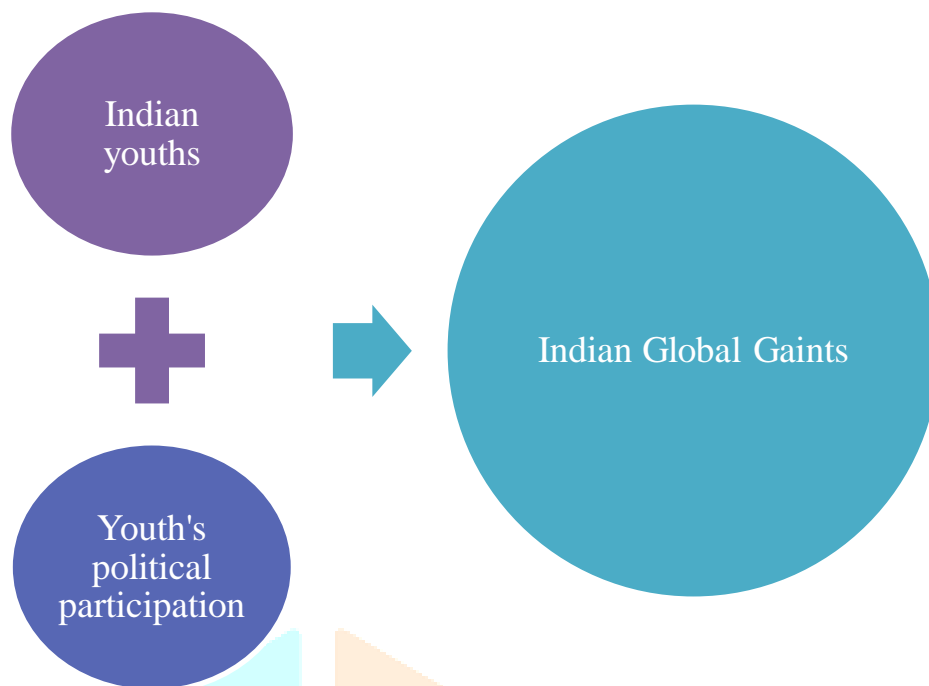 Indian
youths
Indian Global Gaints
Youth's
political
participation